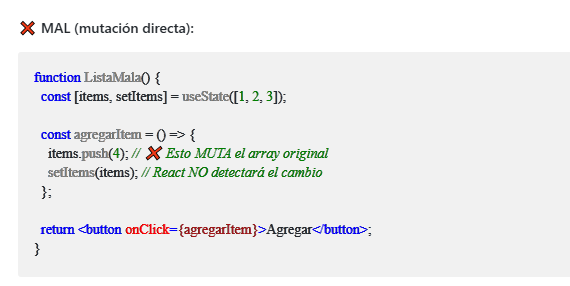 ❌ MAL (mutación directa):
function ListaMala() {
const [items, setItems] = useState([1, 2, 3]);
const agregarItem = () => {
items.push(4); // ❌ Esto MUTA el array original
setItems(items); // React NO detectará el cambio
};
return <button onClick={agregarItem}>Agregar</button>;
}